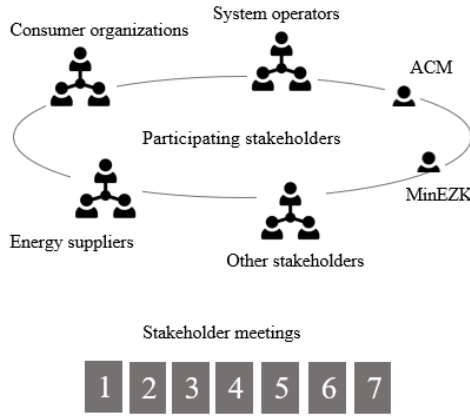 System operators
Consumer organizations
ACM
Participating stakeholders
MinEZK
Energy suppliers
Other stakeholders
Stakeholder meetings
1 2 3 4 5 6 7